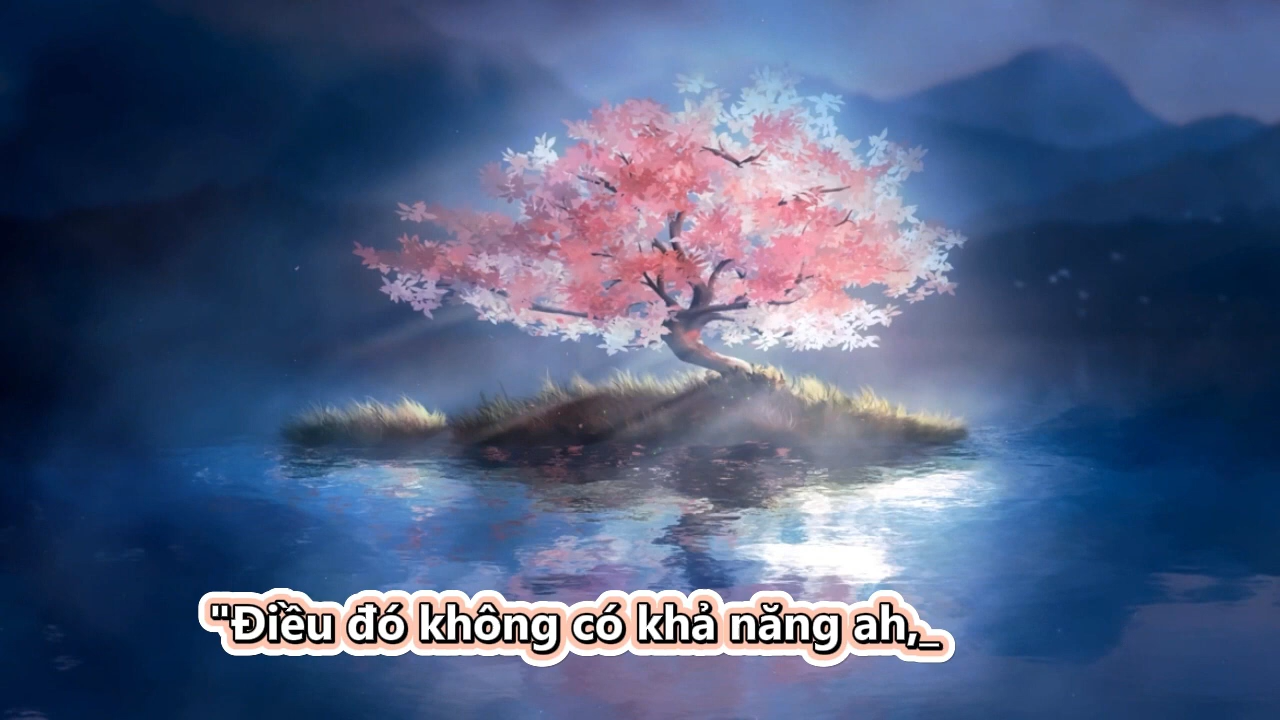 "Điều đó không có khả năng ah,_